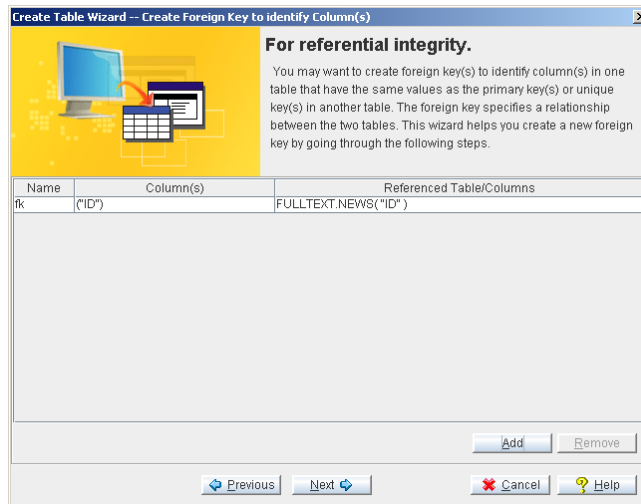 Create Table Wizard -- Create Foreign Key to identify Column(s)
For referential integrity.
You may want to create foreign key(s) to identify column(s) in one
table that have the same values as the primary key(s) or unique
key(s) in another table. The foreign key specifies a relationship
between the two tables. This wizard helps you create a new foreign
key by going through the following steps.
Name Column(s) Referenced Table/Columns
fk ("ID") FULLTEXT.NEWS( "ID" )
Add Remove
Previous Next Cancel Help